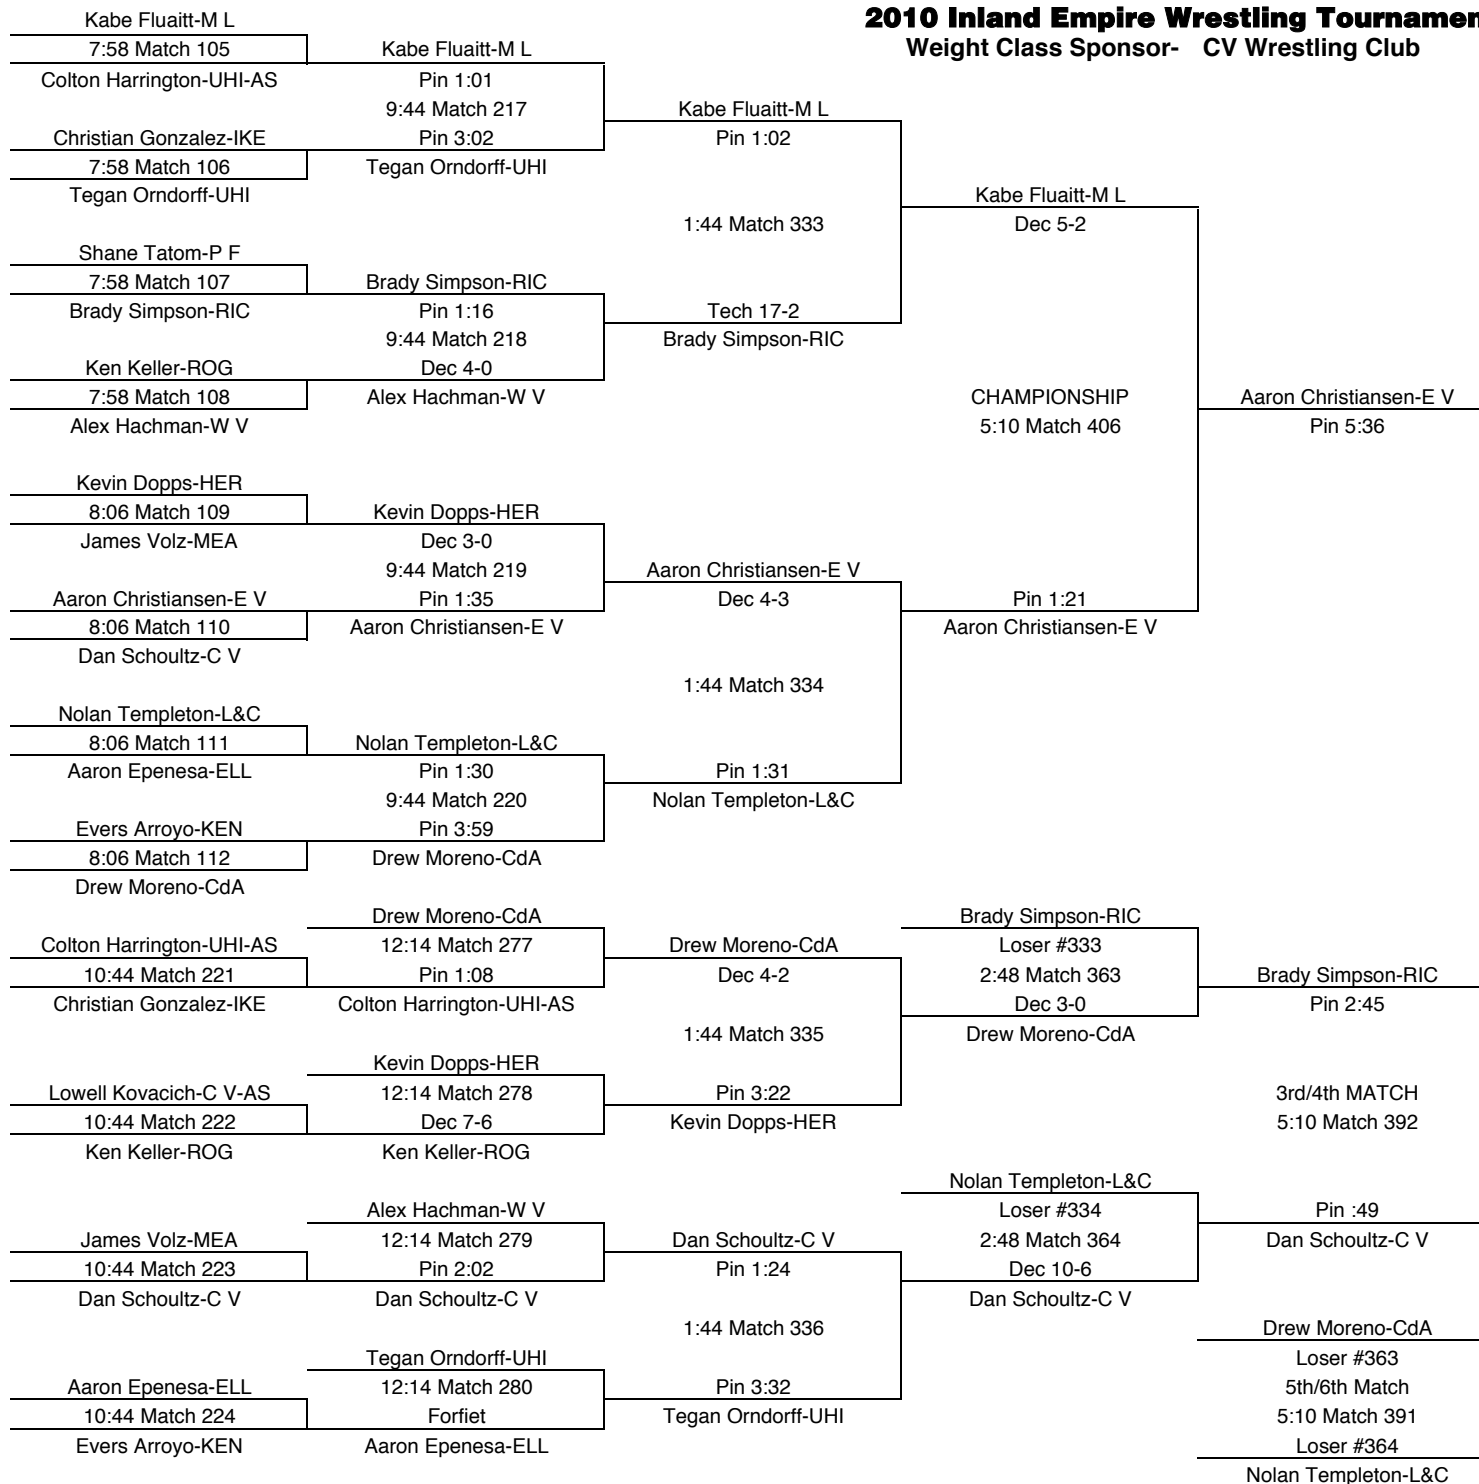 2010 Inland Empire Wrestling Tournamen
Weight Class Sponsor- CV Wrestling Club
Kabe Fluaitt-M L
7:58 Match 105
Colton Harrington-UHI-AS
Christian Gonzalez-IKE
7:58 Match 106
Tegan Orndorff-UHI
Shane Tatom-P F
7:58 Match 107
Brady Simpson-RIC
Ken Keller-ROG
7:58 Match 108
Alex Hachman-W V
Kevin Dopps-HER
8:06 Match 109
James Volz-MEA
Aaron Christiansen-E V
8:06 Match 110
Dan Schoultz-C V
Nolan Templeton-L&C
8:06 Match 111
Aaron Epenesa-ELL
Evers Arroyo-KEN
8:06 Match 112
Drew Moreno-CdA
Kabe Fluaitt-M L
Pin 1:01
9:44 Match 217
Pin 3:02
Tegan Orndorff-UHI
Brady Simpson-RIC
Pin 1:16
9:44 Match 218
Dec 4-0
Alex Hachman-W V
Kevin Dopps-HER
Dec 3-0
9:44 Match 219
Pin 1:35
Aaron Christiansen-E V
Nolan Templeton-L&C
Pin 1:30
9:44 Match 220
Pin 3:59
Drew Moreno-CdA
Kabe Fluaitt-M L
Pin 1:02
1:44 Match 333
Tech 17-2
Brady Simpson-RIC
Aaron Christiansen-E V
Dec 4-3
1:44 Match 334
Pin 1:31
Nolan Templeton-L&C
Kabe Fluaitt-M L
Dec 5-2
CHAMPIONSHIP
5:10 Match 406
Pin 1:21
Aaron Christiansen-E V
Aaron Christiansen-E V
Pin 5:36
Colton Harrington-UHI-AS
10:44 Match 221
Christian Gonzalez-IKE
Lowell Kovacich-C V-AS
10:44 Match 222
Ken Keller-ROG
James Volz-MEA
10:44 Match 223
Dan Schoultz-C V
Aaron Epenesa-ELL
10:44 Match 224
Evers Arroyo-KEN
Drew Moreno-CdA
12:14 Match 277
Pin 1:08
Colton Harrington-UHI-AS
Kevin Dopps-HER
12:14 Match 278
Dec 7-6
Ken Keller-ROG
Alex Hachman-W V
12:14 Match 279
Pin 2:02
Dan Schoultz-C V
Tegan Orndorff-UHI
12:14 Match 280
Forfiet
Aaron Epenesa-ELL
Drew Moreno-CdA
Dec 4-2
1:44 Match 335
Pin 3:22
Kevin Dopps-HER
Dan Schoultz-C V
Pin 1:24
1:44 Match 336
Pin 3:32
Tegan Orndorff-UHI
Brady Simpson-RIC
Loser #333
2:48 Match 363
Dec 3-0
Drew Moreno-CdA
Nolan Templeton-L&C
Loser #334
2:48 Match 364
Dec 10-6
Dan Schoultz-C V
Brady Simpson-RIC
Pin 2:45
3rd/4th MATCH
5:10 Match 392
Pin :49
Dan Schoultz-C V
Drew Moreno-CdA
Loser #363
5th/6th Match
5:10 Match 391
Loser #364
Nolan Templeton-L&C